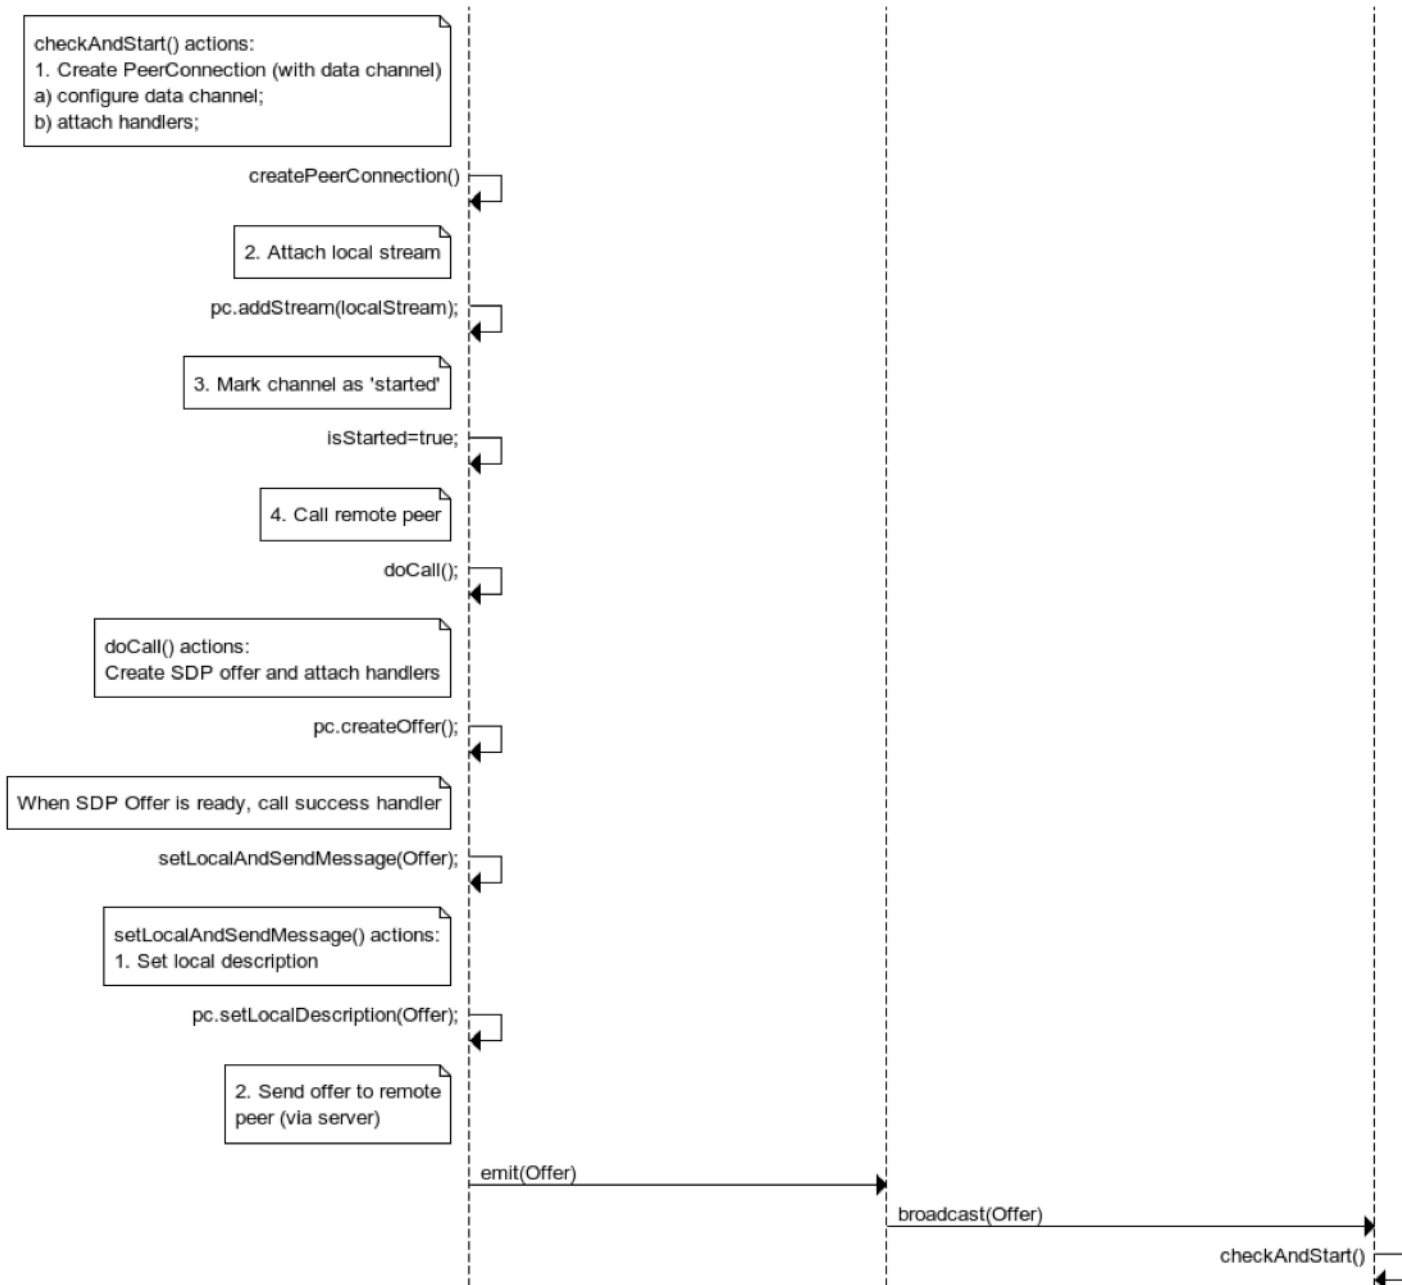 checkAndStart() actions:
1. Create PeerConnection (with data channel)
a) configure data channel;
b) attach handlers;
createPeerConnection()
2. Attach local stream
pc.addStream(localStream);
3. Mark channel as 'started'
isStarted=true;
4. Call remote peer
doCall();
doCall() actions:
Create SDP offer and attach handlers
pc.createOffer();
When SDP Offer is ready, call success handler
setLocalAndSendMessage(Offer);
setLocalAndSendMessage() actions:
1. Set local description
pc.setLocalDescription(Offer);
2. Send offer to remote
peer (via server)
emit(Offer)
broadcast(Offer)
checkAndStart()